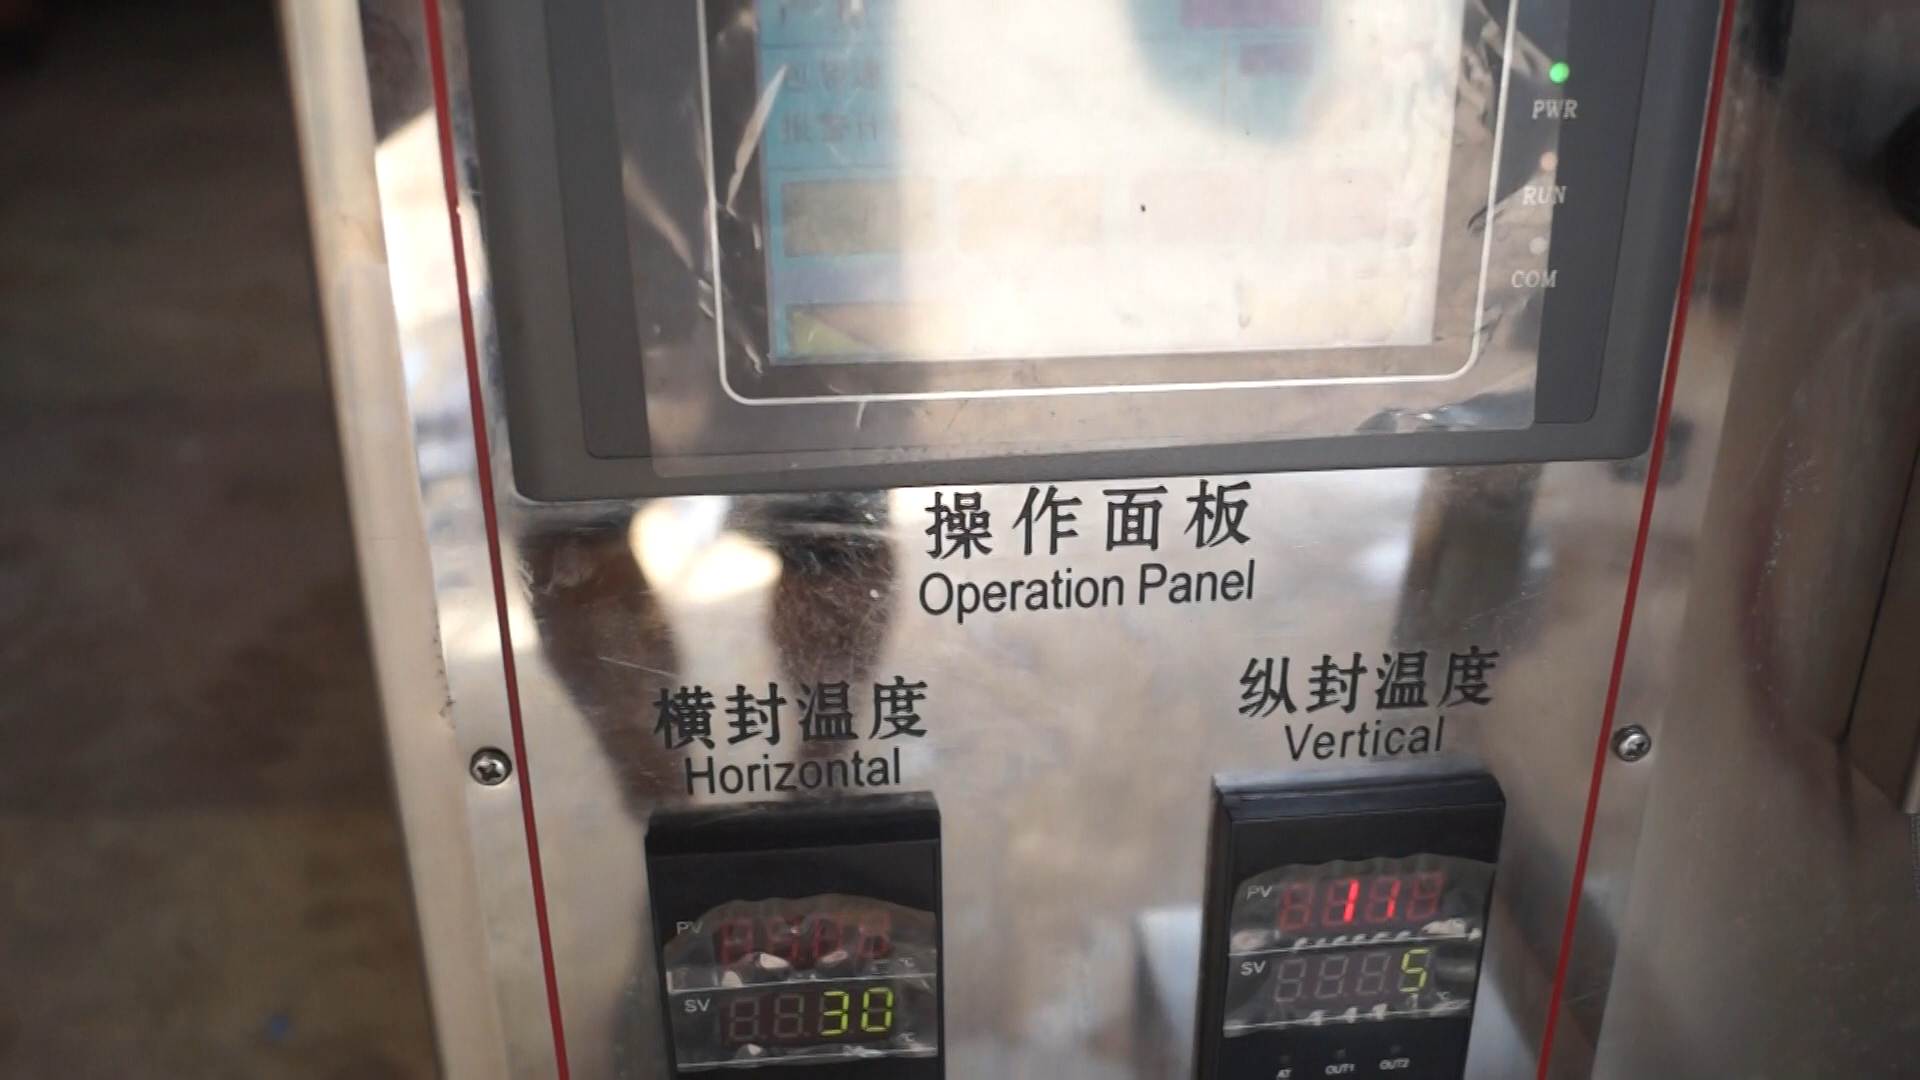 PWR
RUN
COM
操作面板
Operation Panel
横封温度
Horizontal
纵封温度
Vertical
PV
SV
30
℃
PV
SV
5
℃
AT
OUT1
OUT2